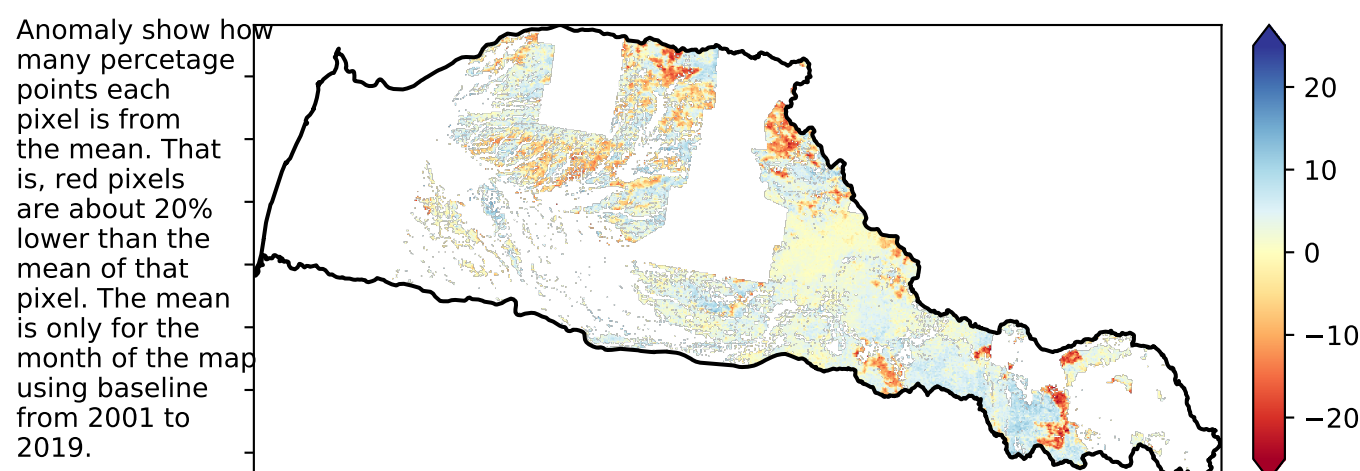 Anomaly show how
many percetage
points each
pixel is from
the mean. That
is, red pixels
are about 20%
lower than the
mean of that
pixel. The mean
is only for the
month of the map
using baseline
from 2001 to
2019.
20
10
0
−10
−20